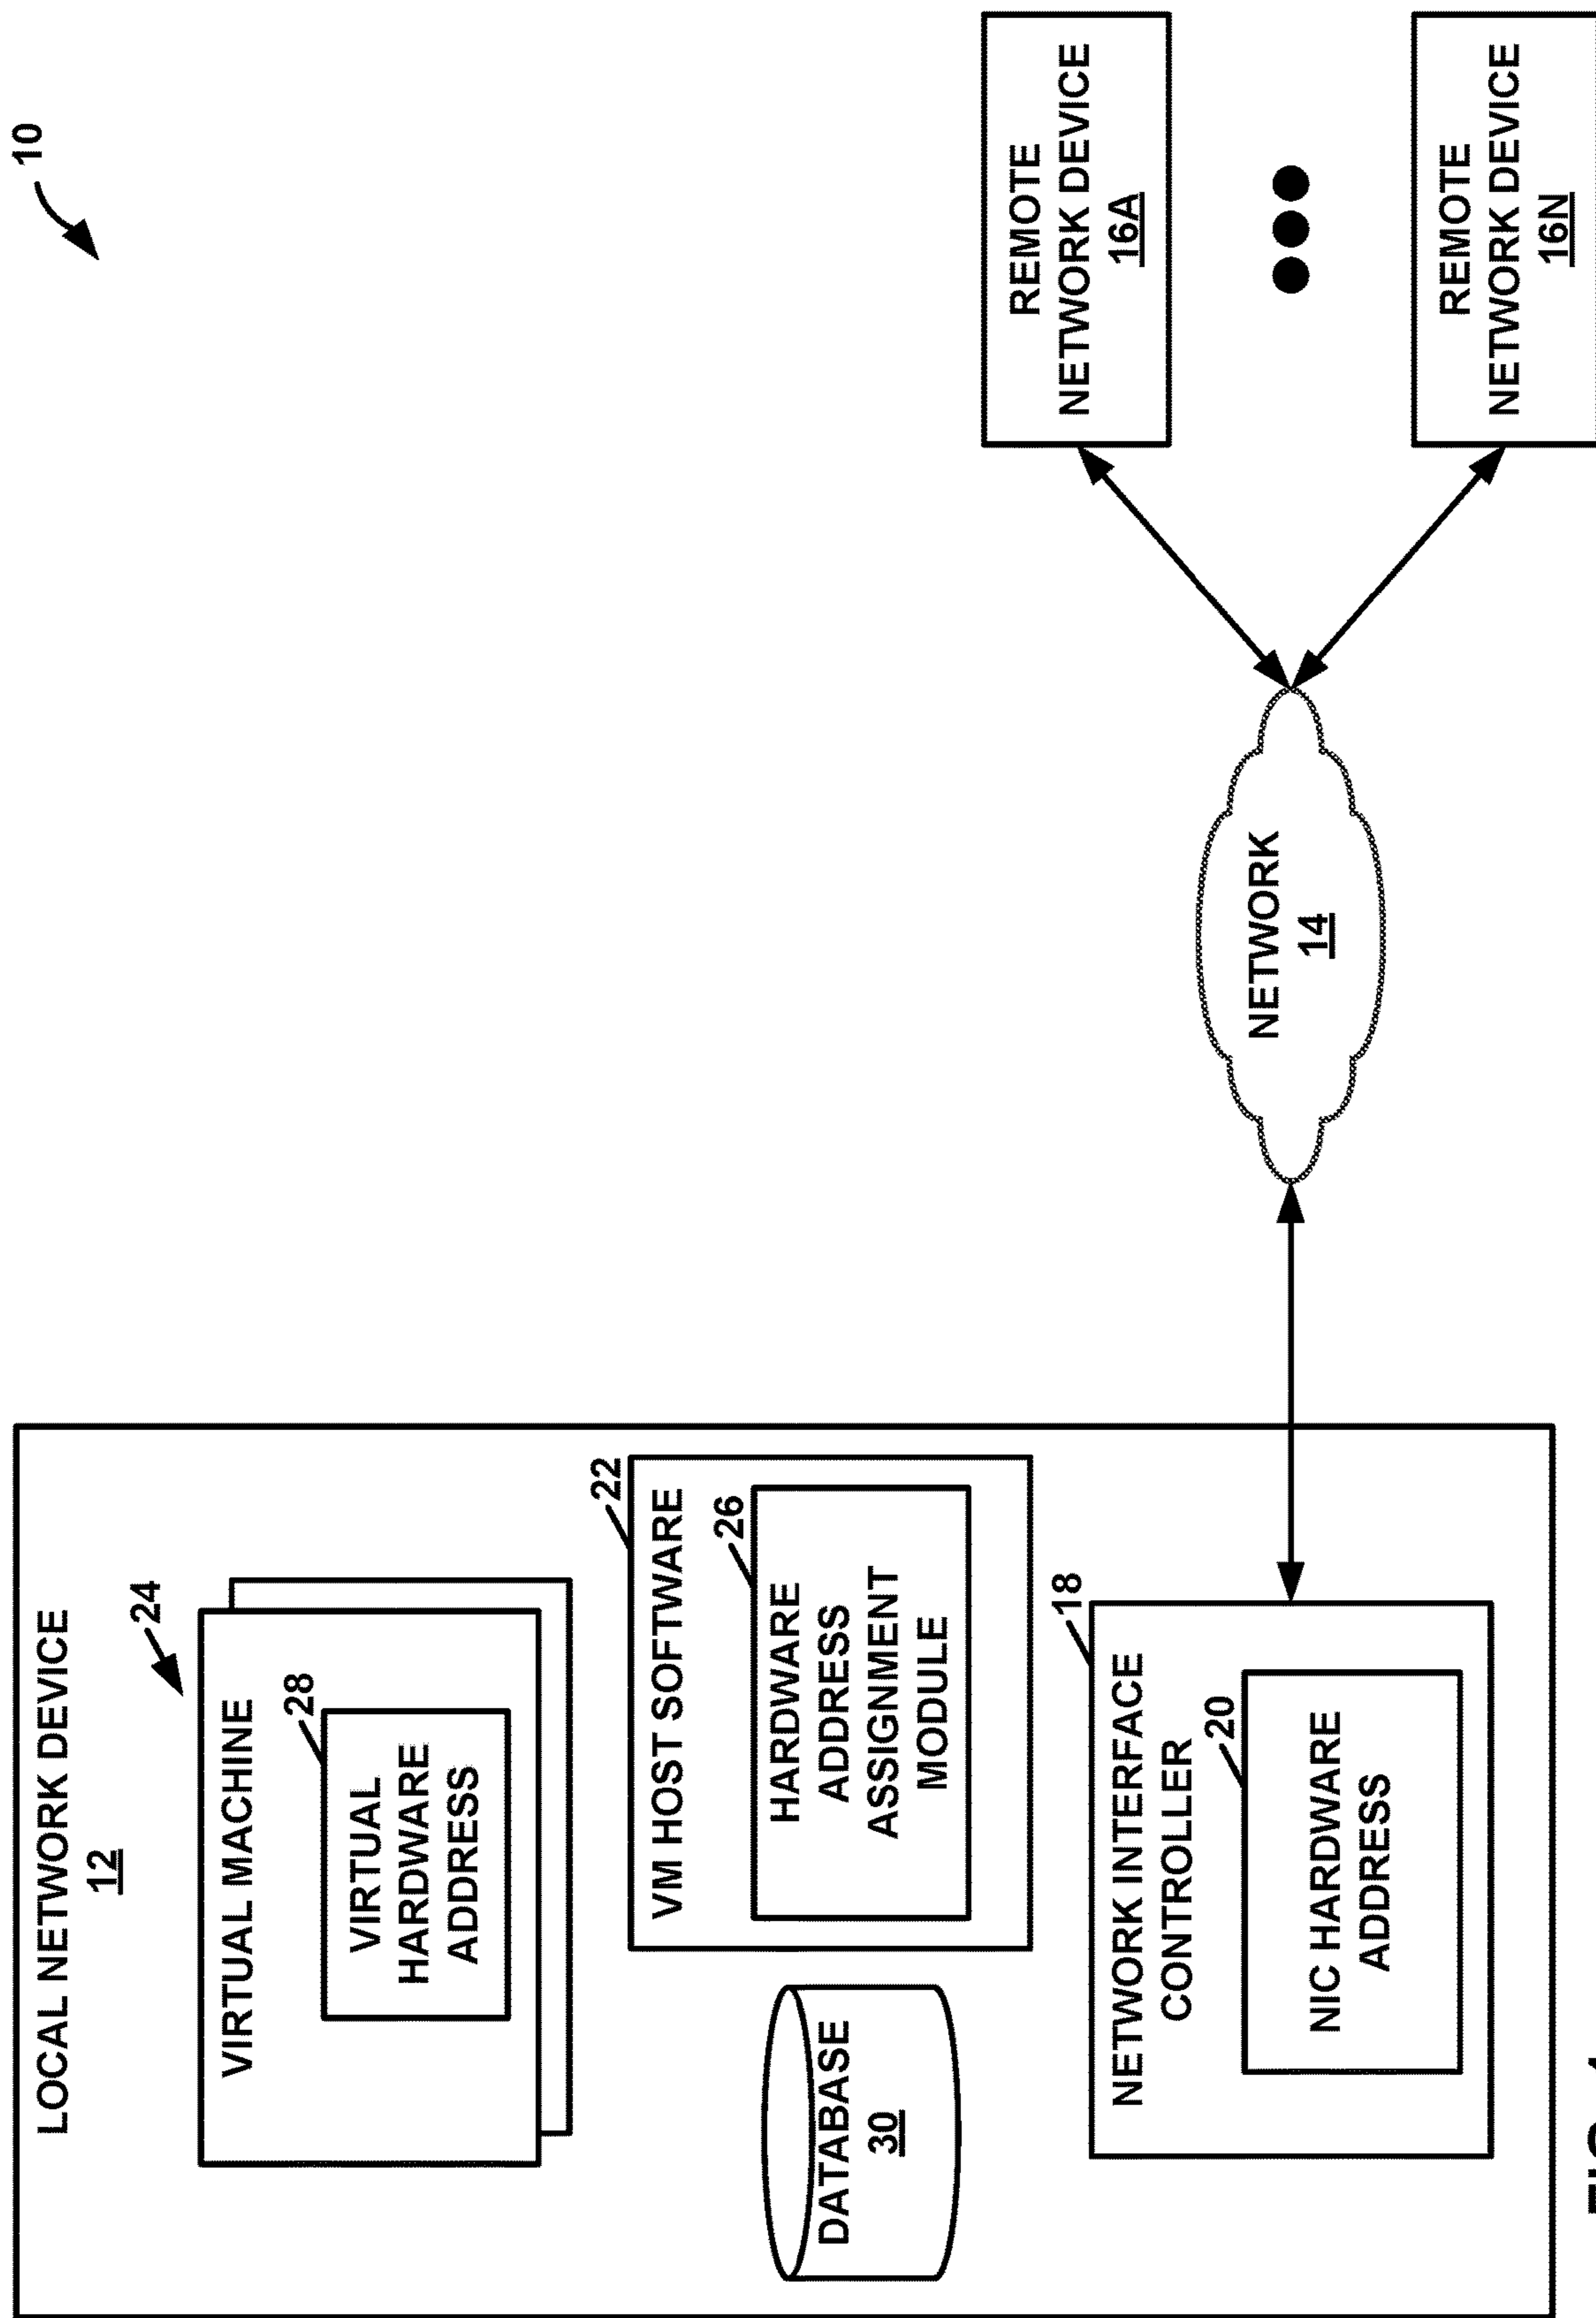 10
LOCAL NETWORK DEVICE
12
24
VIRTUAL MACHINE
28
VIRTUAL
HARDWARE
ADDRESS
22
VM HOST SOFTWARE
26
HARDWARE
ADDRESS
ASSIGNMENT
MODULE
DATABASE
30
18
NETWORK INTERFACE
CONTROLLER
20
NIC HARDWARE
ADDRESS
NETWORK
14
REMOTE
NETWORK DEVICE
16A
REMOTE
NETWORK DEVICE
16N